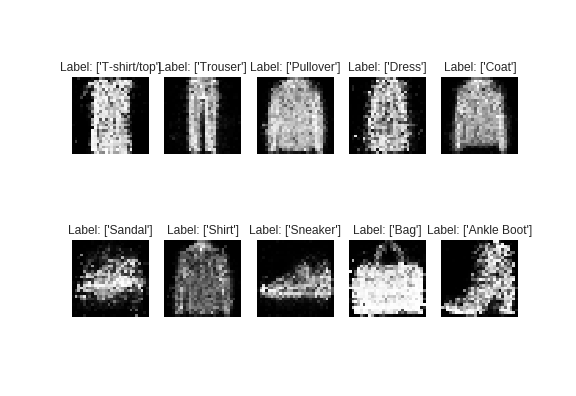 Label: ['T-shirt/top'] Label: ['Trouser'] Label: ['Pullover'] Label: ['Dress'] Label: ['Coat']
Label: ['Sandal'] Label: ['Shirt'] Label: ['Sneaker'] Label: ['Bag'] Label: ['Ankle Boot']